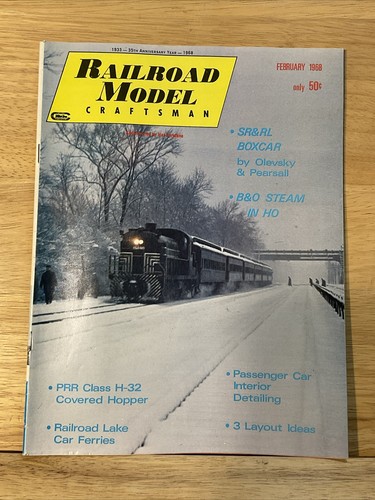 1933 — 35th Anniversary Year — 1968
RAILROAD
MODEL
CRAFTSMAN
FEBRUARY 1968
only 50¢
• SR&RL
BOXCAR
by Olevsky
& Pearsall
• B&O STEAM
IN HO
• PRR Class H-32
Covered Hopper
• Railroad Lake
Car Ferries
• Passenger Car
Interior
Detailing
• 3 Layout Ideas